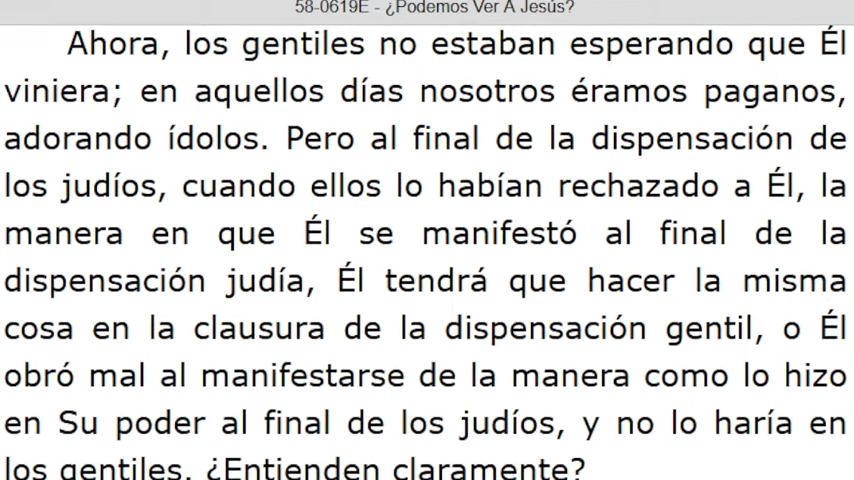 58-0619E - ¿Podemos Ver A Jesús?
Ahora, los gentiles no estaban esperando que Él
viniera; en aquellos días nosotros éramos paganos,
adorando ídolos. Pero al final de la dispensación de
los judíos, cuando ellos lo habían rechazado a Él, la
manera en que Él se manifestó al final de la
dispensación judía, Él tendrá que hacer la misma
cosa en la clausura de la dispensación gentil, o Él
obró mal al manifestarse de la manera como lo hizo
en Su poder al final de los judíos, y no lo haría en
los gentiles. ¿Entienden claramente?